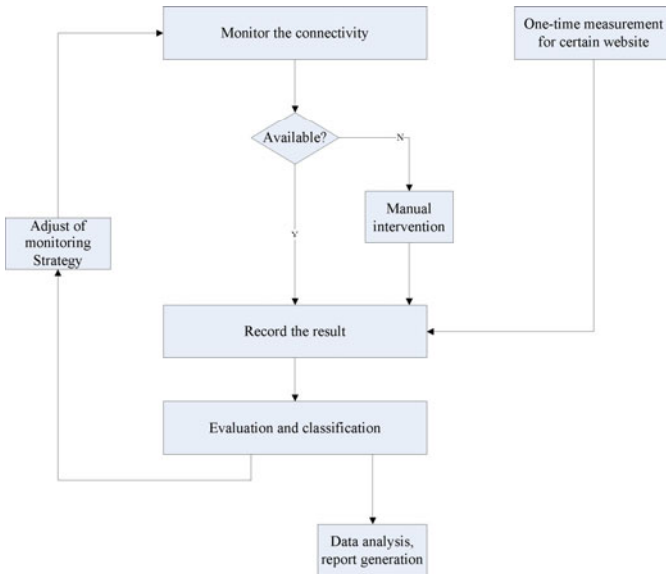 Monitor the connectivity
One-time measurement
for certain website
Available?
N
Manual
intervention
Adjust of
monitoring
Strategy
Y
Record the result
Evaluation and classification
Data analysis,
report generation